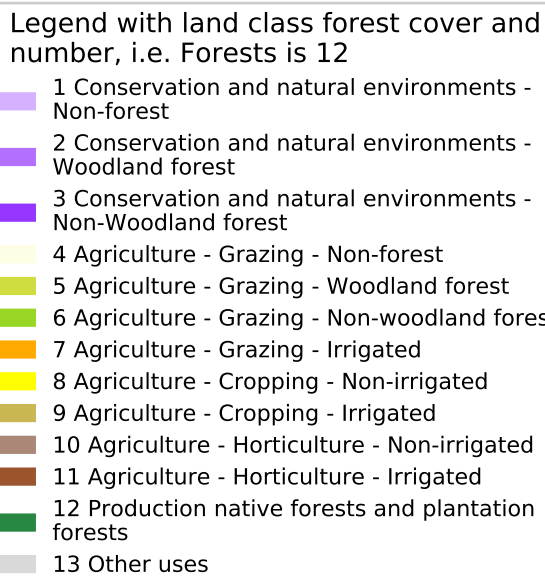 Legend with land class forest cover and
number, i.e. Forests is 12
1 Conservation and natural environments -
Non-forest
2 Conservation and natural environments -
Woodland forest
3 Conservation and natural environments -
Non-Woodland forest
4 Agriculture - Grazing - Non-forest
5 Agriculture - Grazing - Woodland forest
6 Agriculture - Grazing - Non-woodland fores
7 Agriculture - Grazing - Irrigated
8 Agriculture - Cropping - Non-irrigated
9 Agriculture - Cropping - Irrigated
10 Agriculture - Horticulture - Non-irrigated
11 Agriculture - Horticulture - Irrigated
12 Production native forests and plantation
forests
13 Other uses